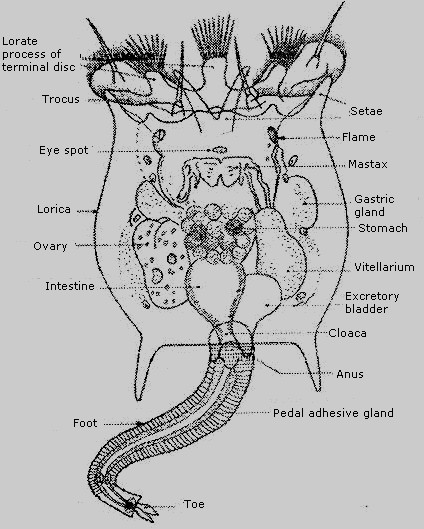 Lorate
process of
terminal disc
Trocus
Setae
Flame
Eye spot
Mastax
Gastric
gland
Lorica
Stomach
Ovary
Vitellarium
Intestine
Excretory
bladder
Cloaca
Anus
Foot
Pedal adhesive gland
Toe